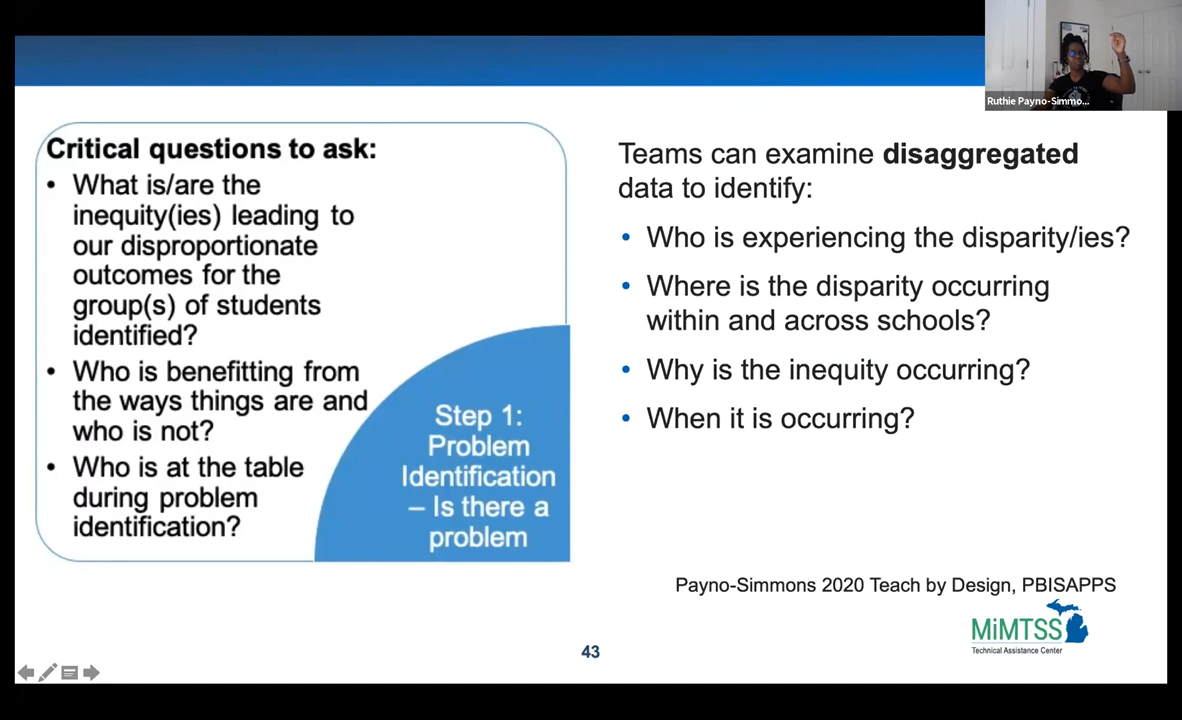 Ruthie Payno-Simmo...
Critical questions to ask:
• What is/are the
inequity(ies) leading to
our disproportionate
outcomes for the
group(s) of students
identified?
• Who is benefitting from
the ways things are and
who is not?
• Who is at the table
during problem
identification?
Step 1:
Problem
Identification
– Is there a
problem
Teams can examine disaggregated
data to identify:
• Who is experiencing the disparity/ies?
• Where is the disparity occurring
within and across schools?
• Why is the inequity occurring?
• When it is occurring?
Payno-Simmons 2020 Teach by Design, PBISAPPS
MiMTSS
Technical Assistance Center
43